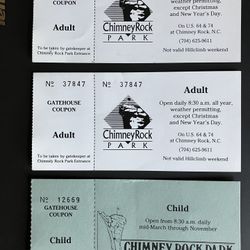 COUPON
Adult
To be taken by gatekeeper at
Chimney Rock Park Entrance
Chimney Rock
PARK
weather permitting,
except Christmas
and New Year's Day.
On U.S. 64 & 74
at Chimney Rock, N.C.
(704) 625-9611
Not valid Hillclimb weekend
No 37847
GATEHOUSE
COUPON
Adult
To be taken by gatekeeper at
Chimney Rock Park Entrance
No 37847
Chimney Rock
PARK
Adult
Open daily 8:30 a.m. all year,
weather permitting,
except Christmas
and New Year's Day.
On U.S. 64 & 74
at Chimney Rock, N.C.
(704) 625-9611
Not valid Hillclimb weekend
No 12669
GATEHOUSE
COUPON
Child
Child
Open from 8:30 a.m. daily
mid-March through November
CHIMNEY ROCK PARK